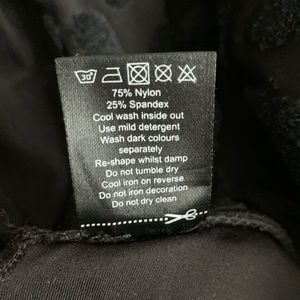 30°
75% Nylon
25% Spandex
Cool wash inside out
Use mild detergent
Wash dark colours
separately
Re-shape whilst damp
Do not tumble dry
Cool iron on reverse
Do not iron decoration
Do not dry clean